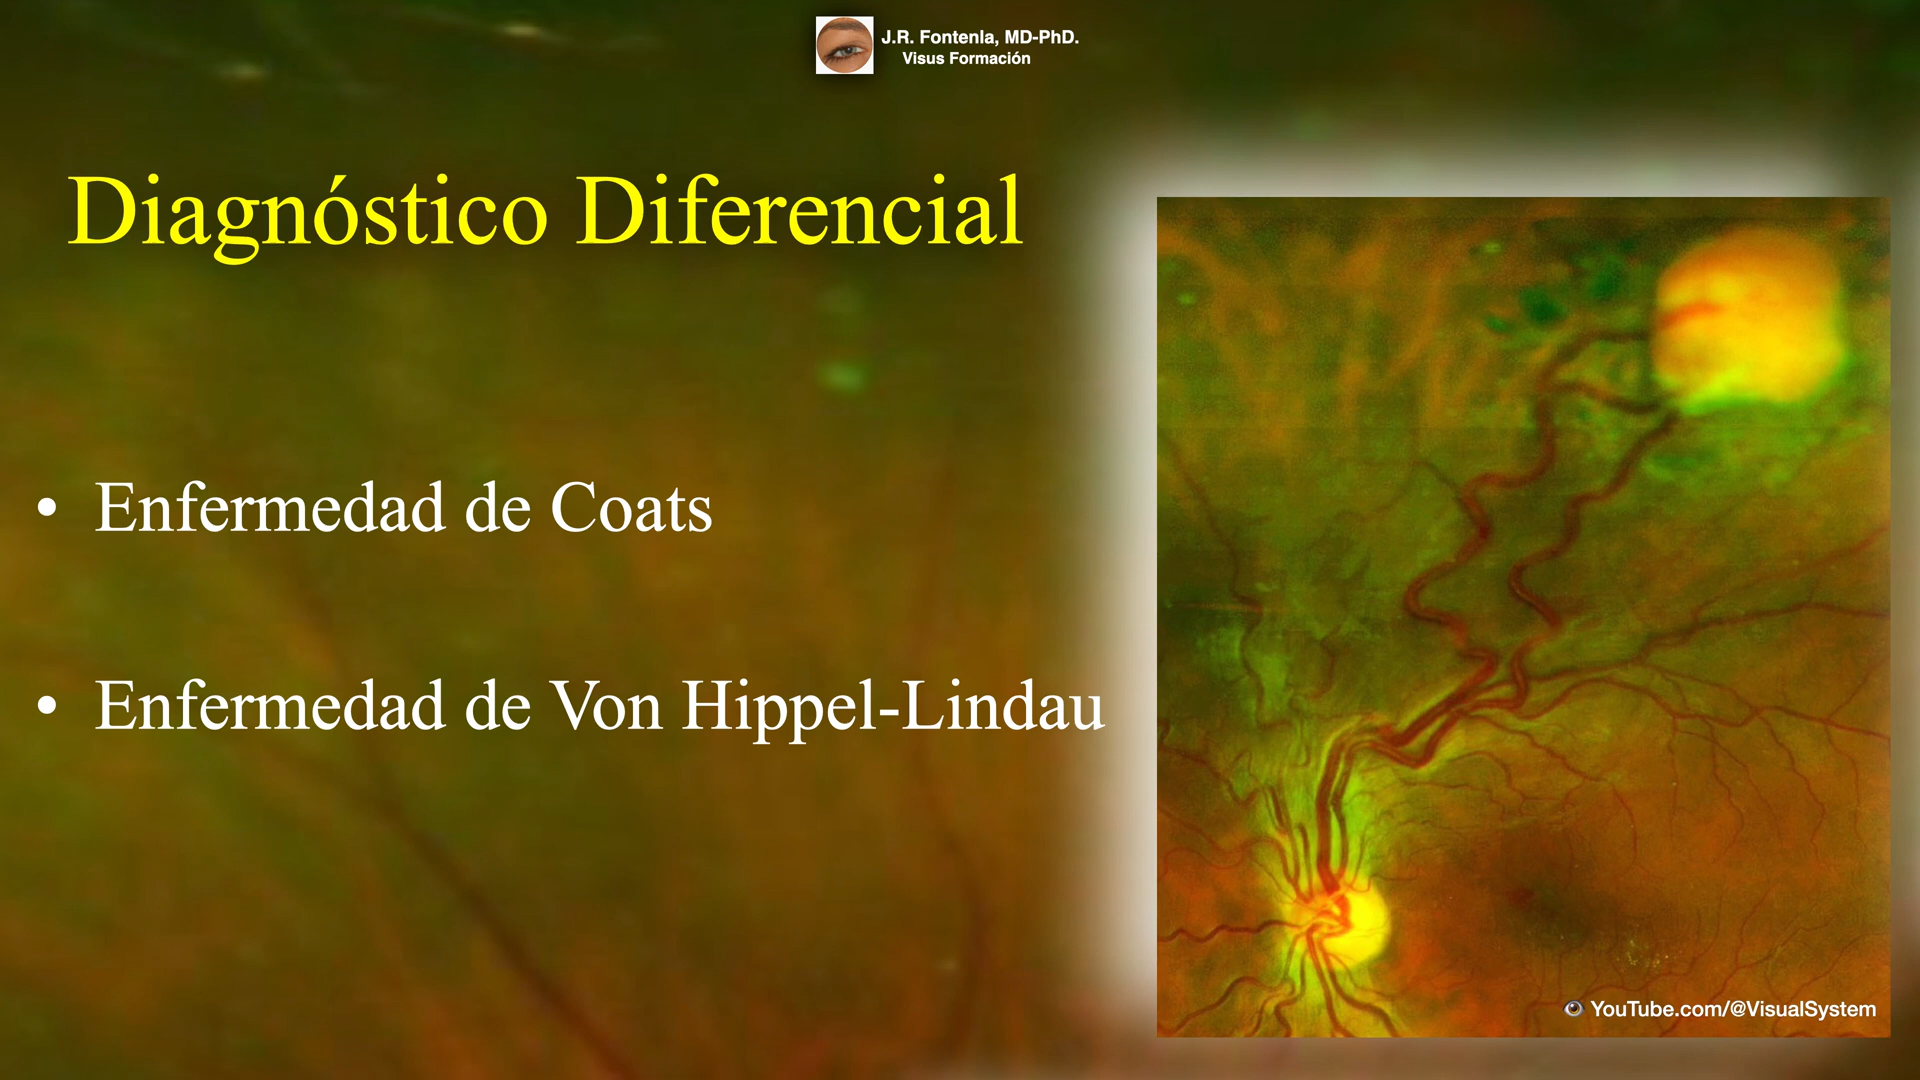 J.R. Fontenla, MD-PhD.
Visus Formación
Diagnóstico Diferencial
• Enfermedad de Coats
• Enfermedad de Von Hippel-Lindau
YouTube.com/@VisualSystem